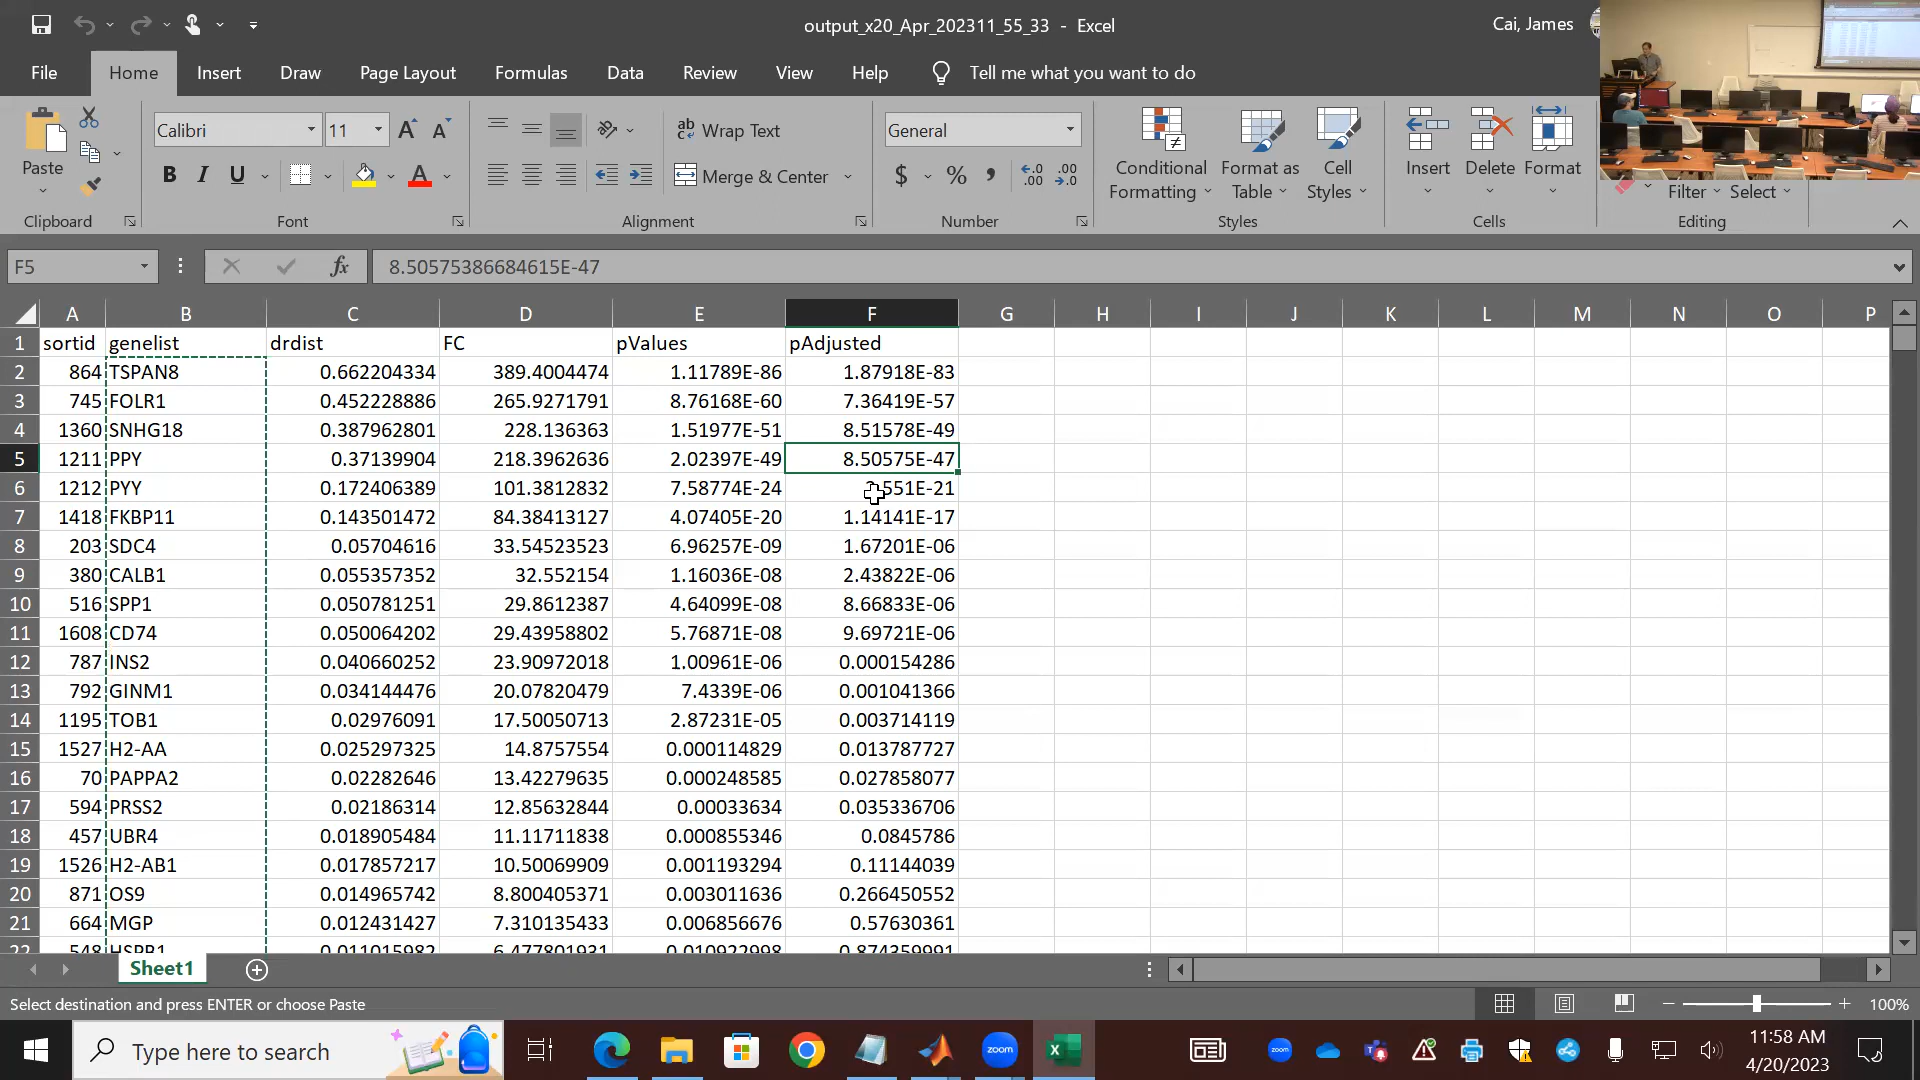 output_x20_Apr_202311_55_33 - Excel
Cai, James
File Home Insert Draw Page Layout Formulas Data Review View Help Tell me what you want to do
Paste
Calibri 11
B I U
Wrap Text
Merge & Center
General
$ % ,
Conditional Formatting
Format as Table
Cell Styles
Insert Delete Format
Filter Select
Clipboard Font Alignment Number Styles Cells Editing
F5 fx 8.50575386684615E-47
A B C D E F G H I J K L M N O P
1 sortid genelist drdist FC pValues pAdjusted
2 864 TSPAN8 0.662204334 389.4004474 1.11789E-86 1.87918E-83
3 745 FOLR1 0.452228886 265.9271791 8.76168E-60 7.36419E-57
4 1360 SNHG18 0.387962801 228.136363 1.51977E-51 8.51578E-49
5 1211 PPY 0.37139904 218.3962636 2.02397E-49 8.50575E-47
6 1212 PYY 0.172406389 101.3812832 7.58774E-24 551E-21
7 1418 FKBP11 0.143501472 84.38413127 4.07405E-20 1.14141E-17
8 203 SDC4 0.05704616 33.54523523 6.96257E-09 1.67201E-06
9 380 CALB1 0.055357352 32.552154 1.16036E-08 2.43822E-06
10 516 SPP1 0.050781251 29.8612387 4.64099E-08 8.66833E-06
11 1608 CD74 0.050064202 29.43958802 5.76871E-08 9.69721E-06
12 787 INS2 0.040660252 23.90972018 1.00961E-06 0.000154286
13 792 GINM1 0.034144476 20.07820479 7.4339E-06 0.001041366
14 1195 TOB1 0.02976091 17.50050713 2.87231E-05 0.003714119
15 1527 H2-AA 0.025297325 14.8757554 0.000114829 0.013787727
16 70 PAPPA2 0.02282646 13.42279635 0.000248585 0.027858077
17 594 PRSS2 0.02186314 12.85632844 0.00033634 0.035336706
18 457 UBR4 0.018905484 11.11711838 0.000855346 0.0845786
19 1526 H2-AB1 0.017857217 10.50069909 0.001193294 0.11144039
20 871 OS9 0.014965742 8.800405371 0.003011636 0.266450552
21 664 MGP 0.012431427 7.310135433 0.006856676 0.57630361
22 548 HSPB1 0.011015982 6.477801931 0.010922998 0.874359991
Sheet1
Select destination and press ENTER or choose Paste
100%
Type here to search
zoom
zoom
11:58 AM
4/20/2023